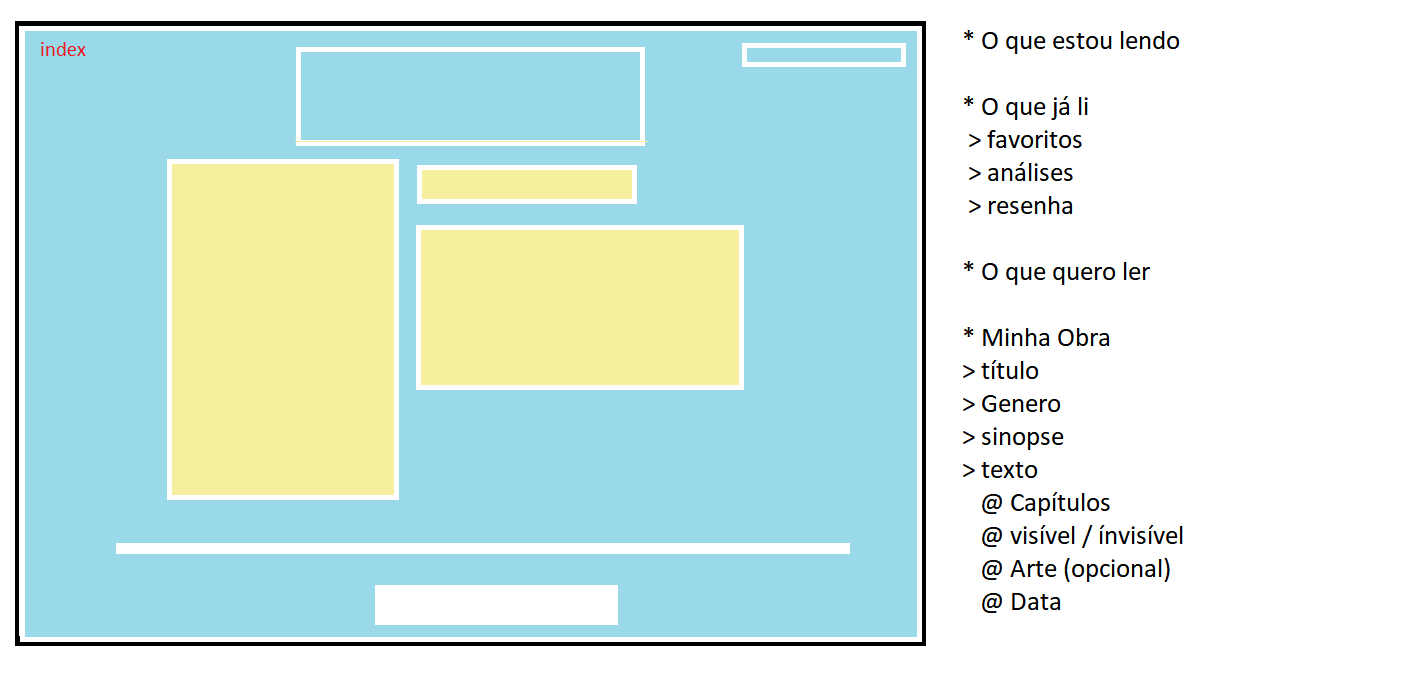 index
* O que estou lendo
* O que já li
> favoritos
> análises
> resenha
* O que quero ler
* Minha Obra
> título
> Genero
> sinopse
> texto
@ Capítulos
@ visível / ínvisível
@ Arte (opcional)
@ Data